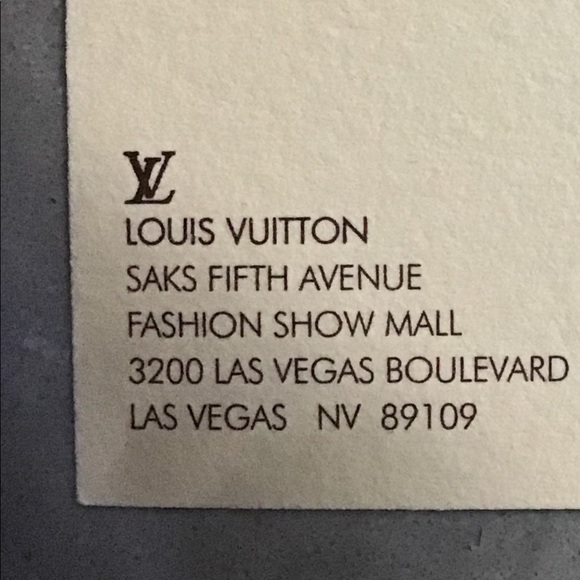 LV
LOUIS VUITTON
SAKS FIFTH AVENUE
FASHION SHOW MALL
3200 LAS VEGAS BOULEVARD
LAS VEGAS NV 89109